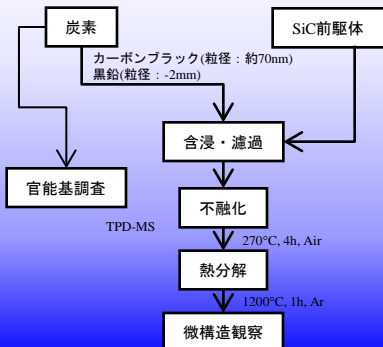 炭素
SiC前駆体
カーボンブラック(粒径：約70nm)
黒鉛(粒径：-2mm)
含浸・濾過
官能基調査
不融化
TPD-MS
270°C, 4h, Air
熱分解
1200°C, 1h, Ar
微構造観察